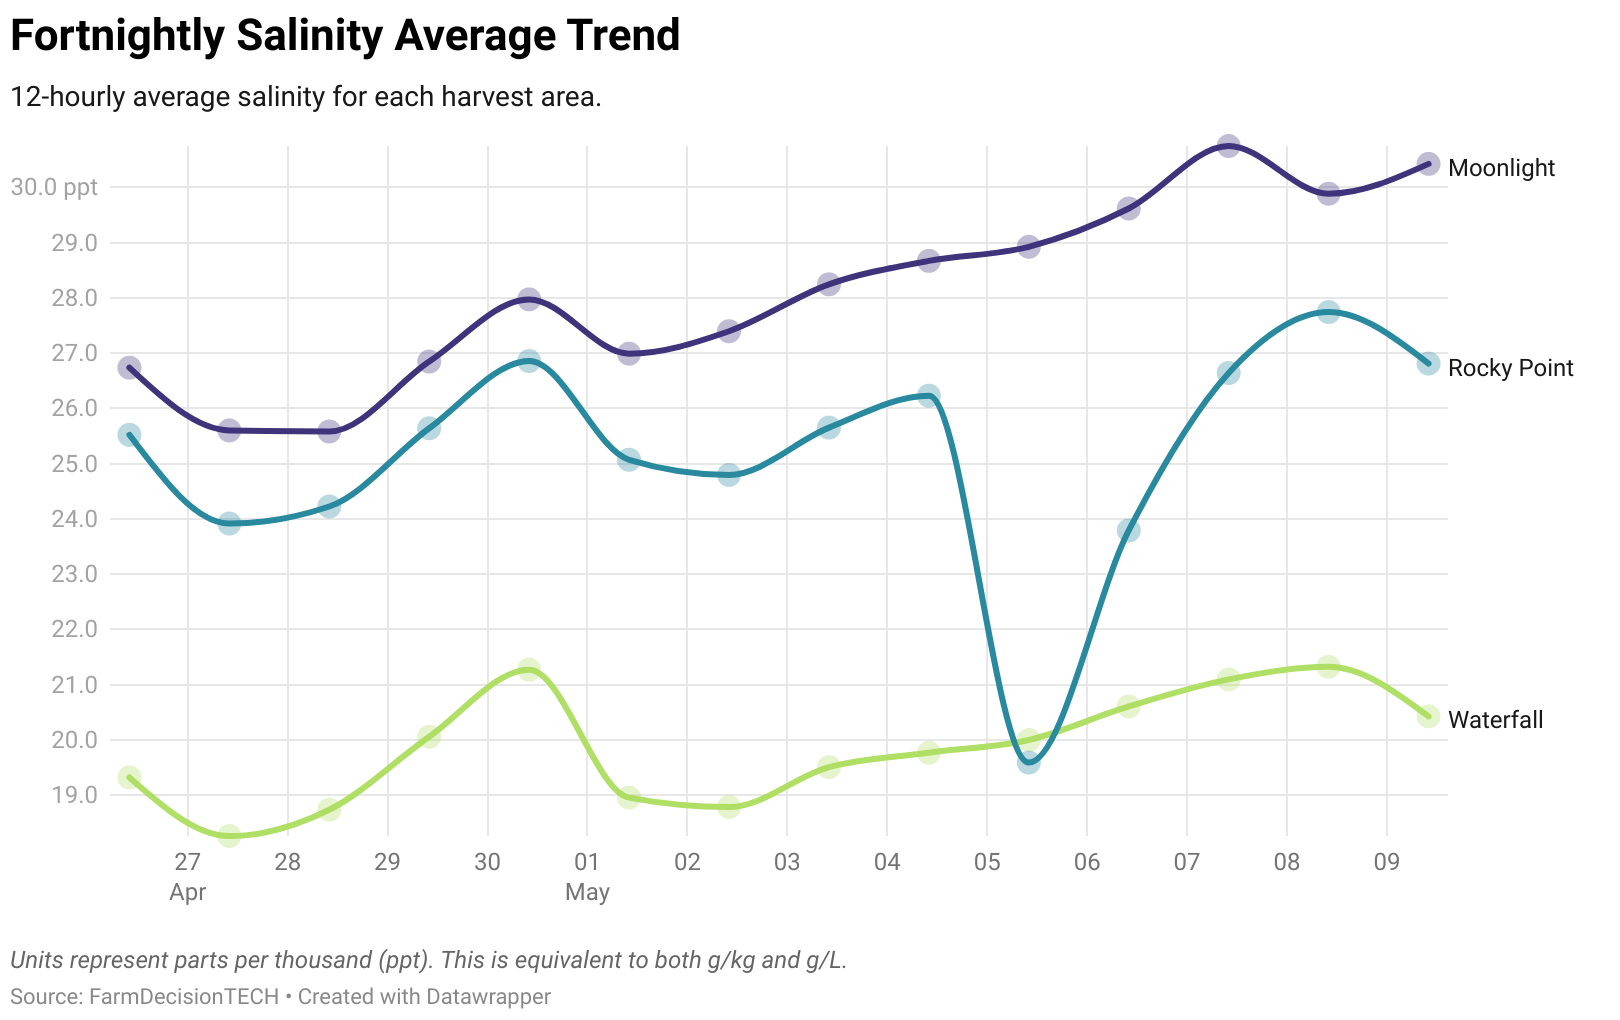 Fortnightly Salinity Average Trend
12-hourly average salinity for each harvest area.
30.0 ppt
29.0
28.0
27.0
26.0
25.0
24.0
23.0
22.0
21.0
20.0
19.0
Moonlight
Rocky Point
Waterfall
27 28 29 30 01 02 03 04 05 06 07 08 09
Apr May
Units represent parts per thousand (ppt). This is equivalent to both g/kg and g/L.
Source: FarmDecisionTECH • Created with Datawrapper